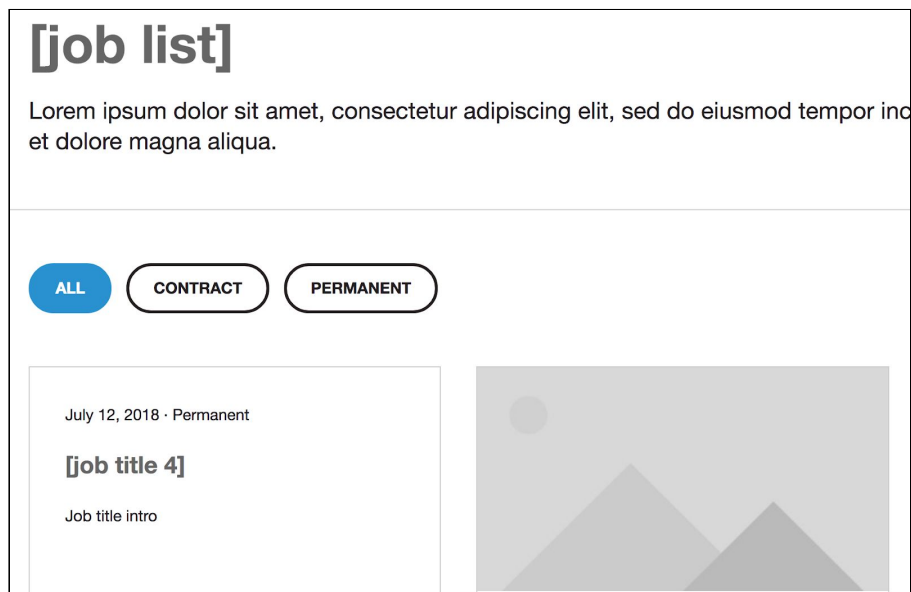 [job list]
Lorem ipsum dolor sit amet, consectetur adipiscing elit, sed do eiusmod tempor
et dolore magna aliqua.
ALL
CONTRACT
PERMANENT
July 12, 2018 · Permanent
[job title 4]
Job title intro